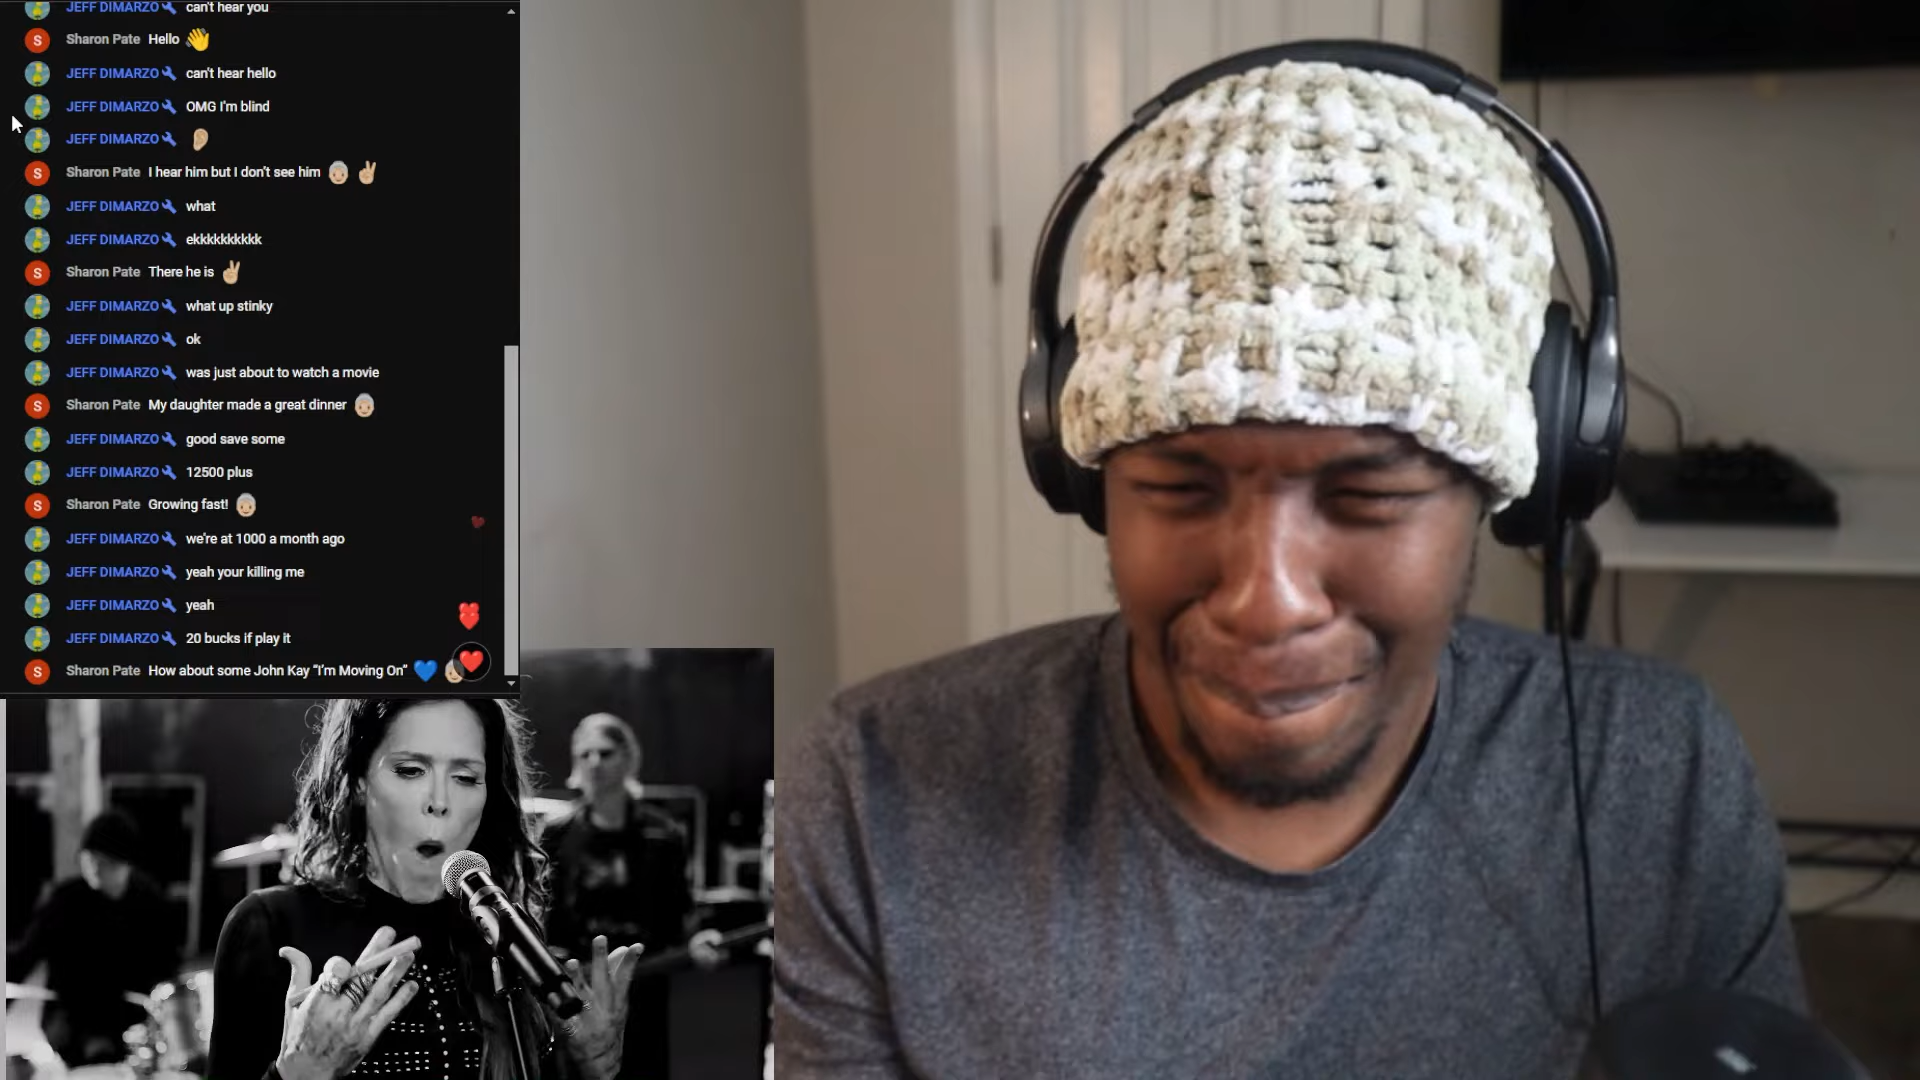 JEFF DIMARZO can't hear you
S Sharon Pate Hello 👋
JEFF DIMARZO can't hear hello
JEFF DIMARZO OMG I'm blind
JEFF DIMARZO 👂🏼
S Sharon Pate I hear him but I don't see him 👵🏼 ✌🏼
JEFF DIMARZO what
JEFF DIMARZO ekkkkkkkkkk
S Sharon Pate There he is ✌🏼
JEFF DIMARZO what up stinky
JEFF DIMARZO ok
JEFF DIMARZO was just about to watch a movie
S Sharon Pate My daughter made a great dinner 👵🏼
JEFF DIMARZO good save some
JEFF DIMARZO 12500 plus
S Sharon Pate Growing fast! 👵🏼
JEFF DIMARZO we're at 1000 a month ago
JEFF DIMARZO yeah your killing me
JEFF DIMARZO yeah
JEFF DIMARZO 20 bucks if play it
S Sharon Pate How about some John Kay “I'm Moving On” 💙